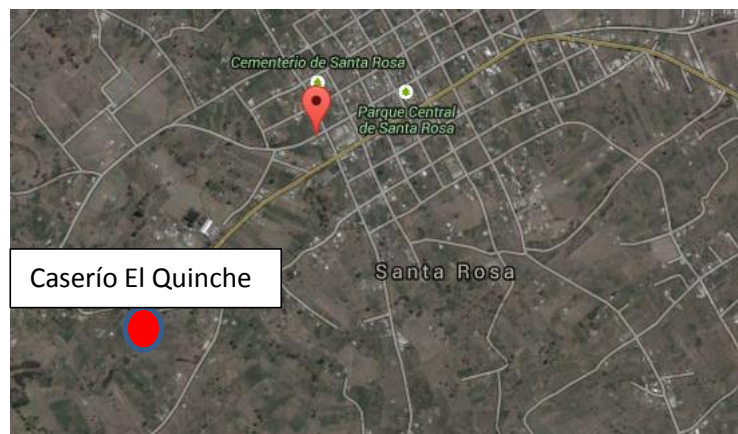 Cementerio de Santa Rosa
Parque Central
de Santa Rosa
Caserío El Quinche
Santa Rosa